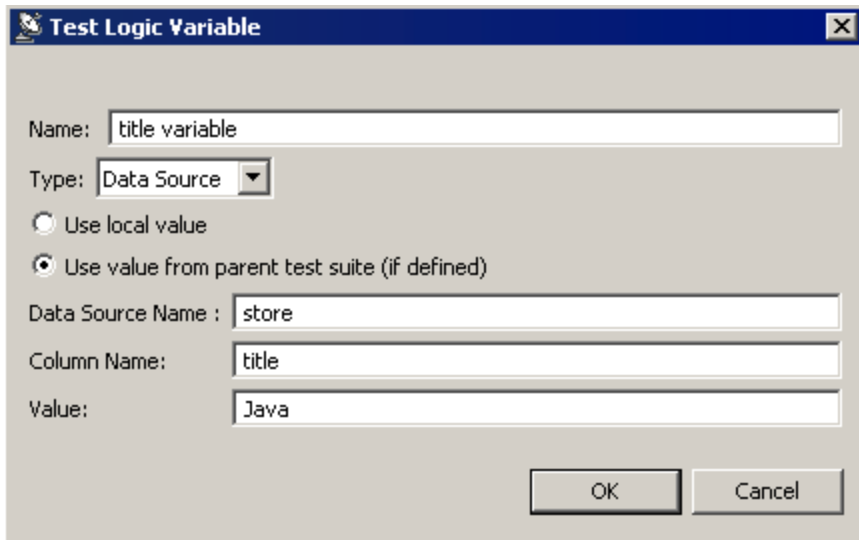 Test Logic Variable
Name: title variable
Type: Data Source
Use local value
Use value from parent test suite (if defined)
Data Source Name : store
Column Name: title
Value: Java
OK Cancel